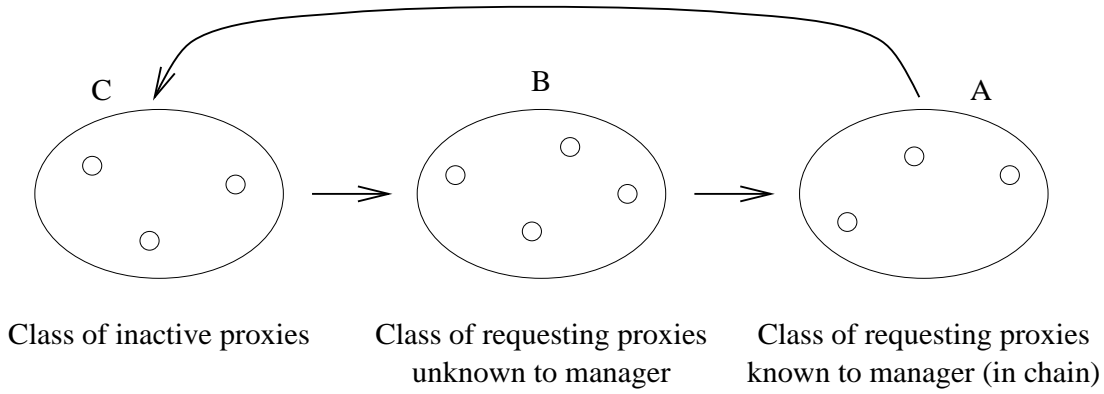 C
B
A
Class of inactive proxies
Class of requesting proxies
unknown to manager
Class of requesting proxies
known to manager (in chain)